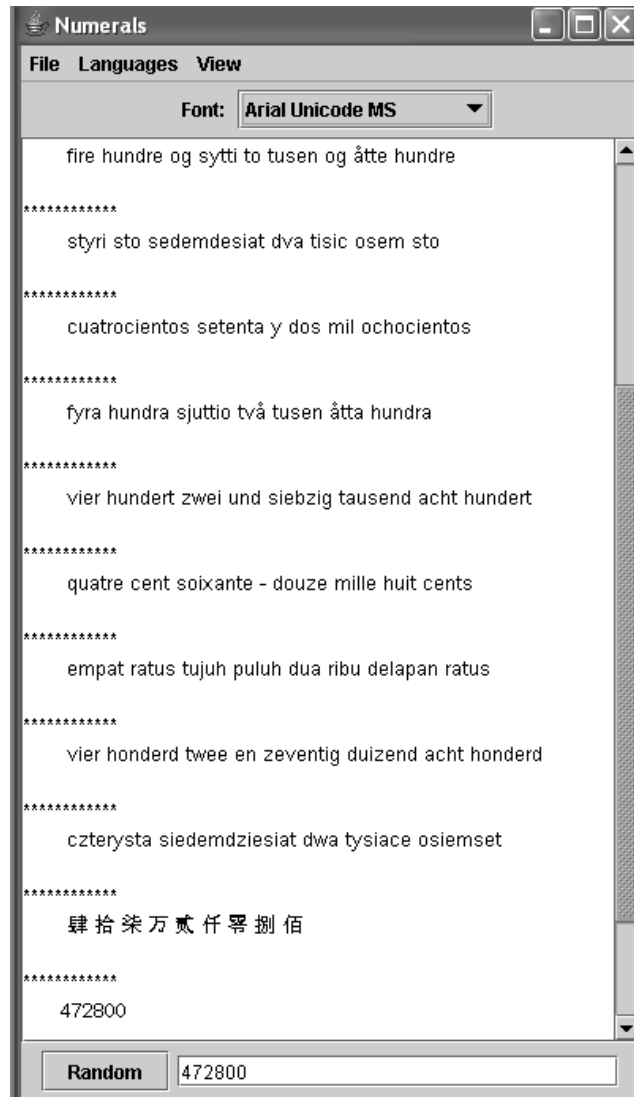 Numerals
File Languages View
Font: Arial Unicode MS
fire hundre og sytti to tusen og åtte hundre
************
styri sto sedemdesiat dva tisic osem sto
************
cuatrocientos setenta y dos mil ochocientos
************
fyra hundra sjuttio två tusen åtta hundra
************
vier hundert zwei und siebzig tausend acht hundert
************
quatre cent soixante - douze mille huit cents
************
empat ratus tujuh puluh dua ribu delapan ratus
************
vier honderd twee en zeventig duizend acht honderd
************
czterysta siedemdziesiat dwa tysiace osiemset
************
肆 拾 柒 万 贰 仟 零 捌 佰
************
472800
Random 472800